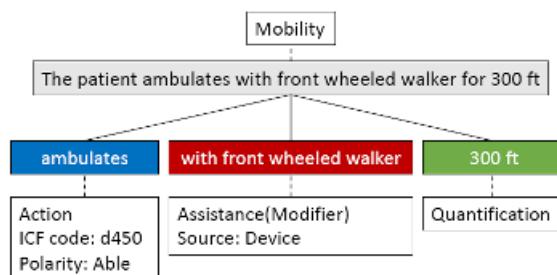 Mobility
The patient ambulates with front wheeled walker for 300 ft
ambulates
with front wheeled walker
300 ft
Action
ICF code: d450
Polarity: Able
Assistance(Modifier)
Source: Device
Quantification